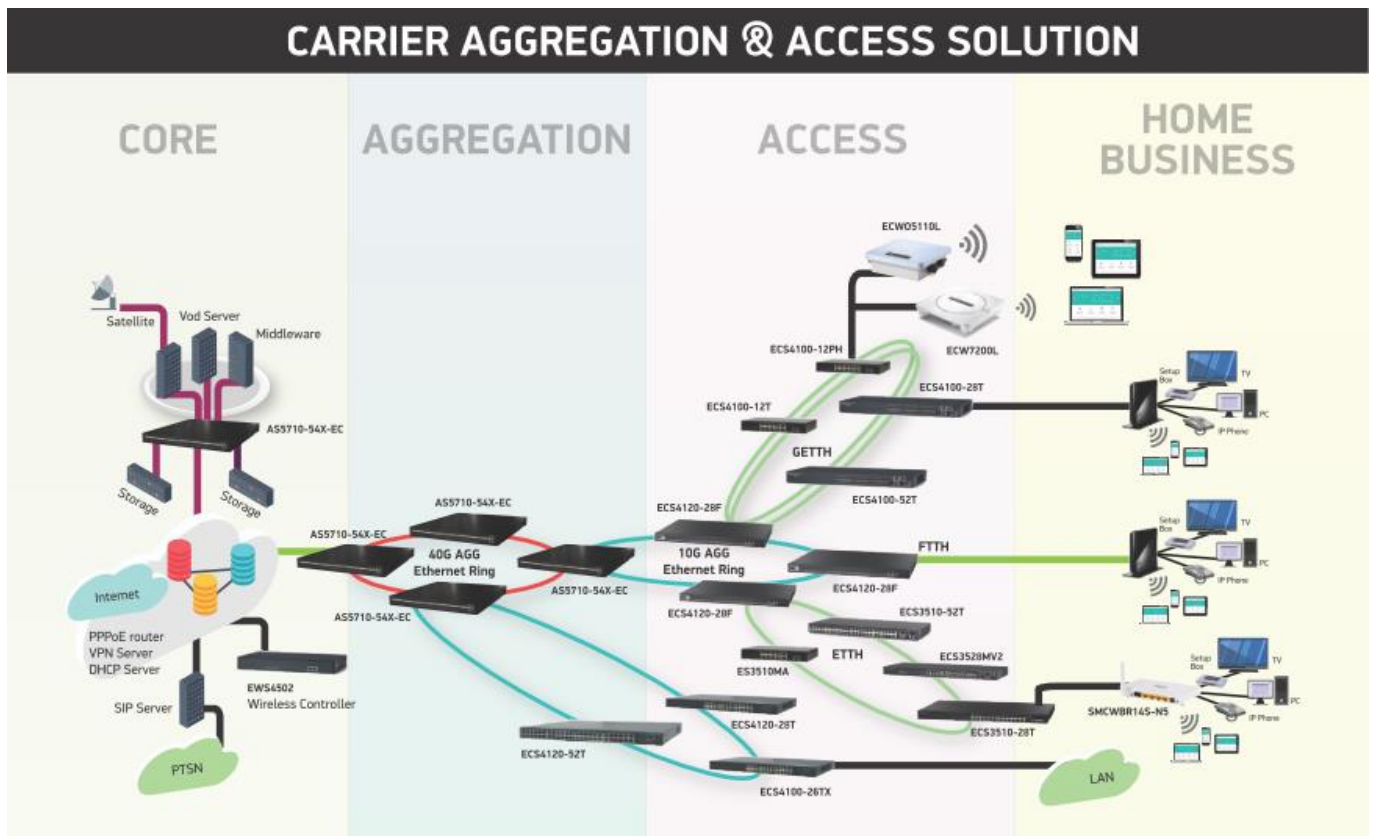 CARRIER AGGREGATION & ACCESS SOLUTION
CORE
AGGREGATION
ACCESS
HOME
BUSINESS
Satellite
Vod Server
Middleware
AS5710-54X-EC
Storage
Storage
Internet
PPPoE router
VPN Server
DHCP Server
EWS4502
Wireless Controller
SIP Server
PTSN
AS5710-54X-EC
AS5710-54X-EC
40G AGG
Ethernet Ring
AS5710-54X-EC
AS5710-54X-EC
ECWO5110L
ECW7200L
ECS4100-12PH
ECS4100-28T
ECS4100-12T
GETTH
ECS4100-52T
ECS4120-28F
10G AGG
Ethernet Ring
FTTH
ECS4120-28F
ECS4120-28F
ECS3510-52T
ETTH
ES3510MA
ECS3528MV2
ECS4120-28T
ECS3510-28T
ECS4120-52T
ECS4100-26TX
Setup
Box
TV
PC
IP Phone
Setup
Box
TV
PC
IP Phone
Setup
Box
TV
PC
IP Phone
SMCWBR14S-N5
LAN